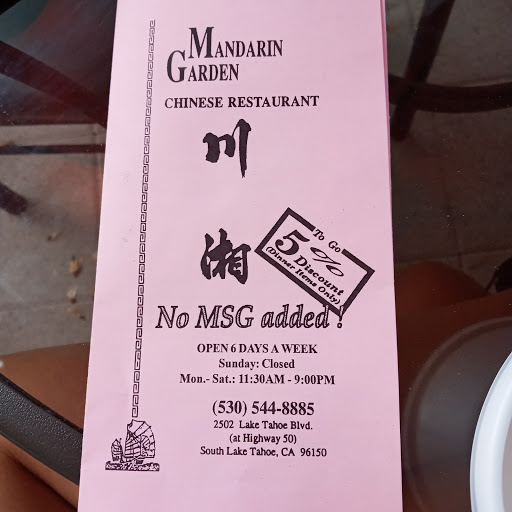 MANDARIN
GARDEN
CHINESE RESTAURANT
川
湘
To Go
5%
Discount
(Dinner Items Only)
No MSG added !
OPEN 6 DAYS A WEEK
Sunday: Closed
Mon.- Sat.: 11:30AM - 9:00PM
(530) 544-8885
2502 Lake Tahoe Blvd.
(at Highway 50)
South Lake Tahoe, CA 96150